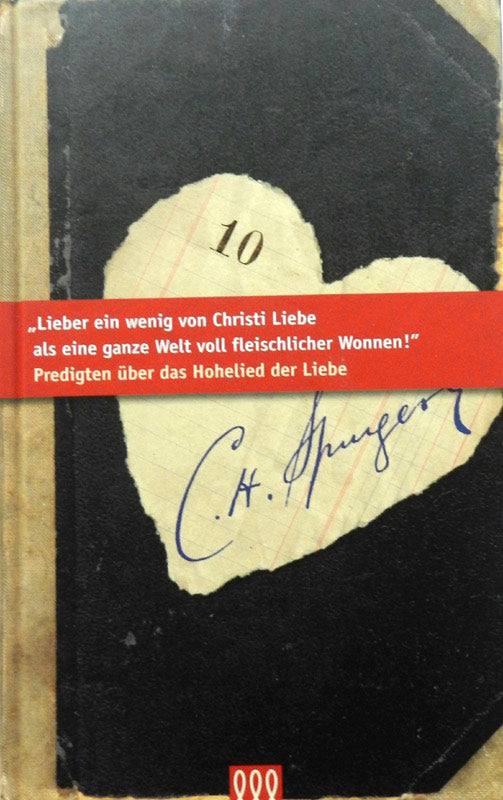 10
„Lieber ein wenig von Christi Liebe
als eine ganze Welt voll fleischlicher Wonnen!”
Predigten über das Hohelied der Liebe
C. H. Spurgeon